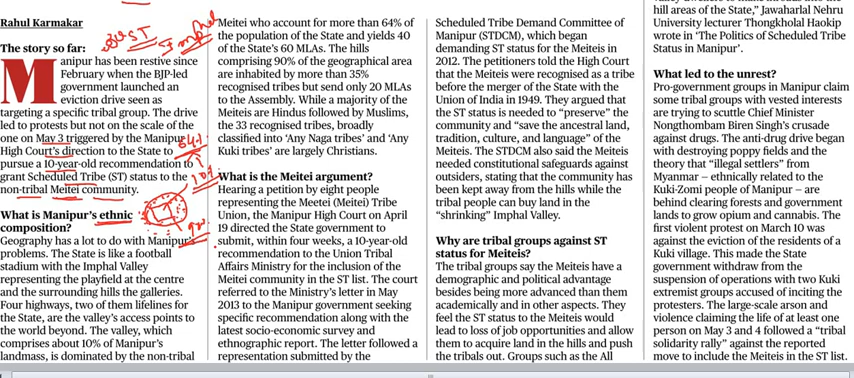 Rahul Karmakar
The story so far:
Manipur has been restive since
February when the BJP-led
government launched an
eviction drive seen as
targeting a specific tribal group. The drive
led to protests but not on the scale of the
one on May 3 triggered by the Manipur
High Court's direction to the State to
pursue a 10-year-old recommendation to
grant Scheduled Tribe (ST) status to the
non-tribal Meitei community.
What is Manipur's ethnic
composition?
Geography has a lot to do with Manipur's
problems. The State is like a football
stadium with the Imphal Valley
representing the playfield at the centre
and the surrounding hills the galleries.
Four highways, two of them lifelines for
the State, are the valley's access points to
the world beyond. The valley, which
comprises about 10% of Manipur's
landmass, is dominated by the non-tribal
ST
Meitei who account for more than 64% of
the population of the State and yields 40
of the State's 60 MLAs. The hills
comprising 90% of the geographical area
are inhabited by more than 35%
recognised tribes but send only 20 MLAs
to the Assembly. While a majority of the
Meiteis are Hindus followed by Muslims,
the 33 recognised tribes, broadly
classified into 'Any Naga tribes' and 'Any
Kuki tribes' are largely Christians.
What is the Meitei argument?
Hearing a petition by eight people
representing the Meetei (Meitei) Tribe
Union, the Manipur High Court on April
19 directed the State government to
submit, within four weeks, a 10-year-old
recommendation to the Union Tribal
Affairs Ministry for the inclusion of the
Meitei community in the ST list. The court
referred to the Ministry's letter in May
2013 to the Manipur government seeking
specific recommendation along with the
latest socio-economic survey and
ethnographic report. The letter followed a
representation submitted by the
Scheduled Tribe Demand Committee of
Manipur (STDCM), which began
demanding ST status for the Meiteis in
2012. The petitioners told the High Court
that the Meiteis were recognised as a tribe
before the merger of the State with the
Union of India in 1949. They argued that
the ST status is needed to "preserve" the
community and "save the ancestral land,
tradition, culture, and language" of the
Meiteis. The STDCM also said the Meiteis
needed constitutional safeguards against
outsiders, stating that the community has
been kept away from the hills while the
tribal people can buy land in the
"shrinking" Imphal Valley.
Why are tribal groups against ST
status for Meiteis?
The tribal groups say the Meiteis have a
demographic and political advantage
besides being more advanced than them
academically and in other aspects. They
feel the ST status to the Meiteis would
lead to loss of job opportunities and allow
them to acquire land in the hills and push
the tribals out. Groups such as the All
hill areas of the State," Jawaharlal Nehru
University lecturer Thongkholal Haokip
wrote in 'The Politics of Scheduled Tribe
Status in Manipur'.
What led to the unrest?
Pro-government groups in Manipur claim
some tribal groups with vested interests
are trying to scuttle Chief Minister
Nongthombam Biren Singh's crusade
against drugs. The anti-drug drive began
with destroying poppy fields and the
theory that "illegal settlers" from
Myanmar – ethnically related to the
Kuki-Zomi people of Manipur – are
behind clearing forests and government
lands to grow opium and cannabis. The
first violent protest on March 10 was
against the eviction of the residents of a
Kuki village. This made the State
government withdraw from the
suspension of operations with two Kuki
extremist groups accused of inciting the
protesters. The large-scale arson and
violence claiming the life of at least one
person on May 3 and 4 followed a "tribal
solidarity rally" against the reported
move to include the Meiteis in the ST list.